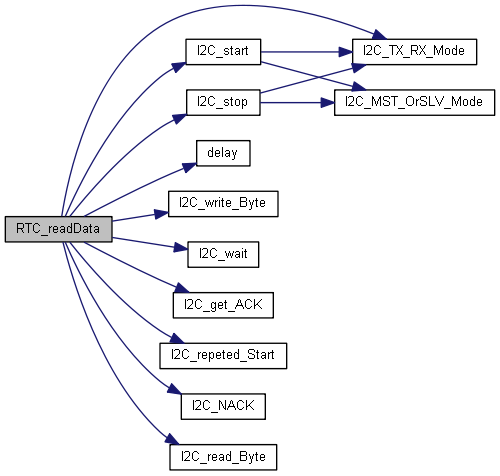 RTC_readData
I2C_start
I2C_stop
delay
I2C_write_Byte
I2C_wait
I2C_get_ACK
I2C_repeted_Start
I2C_NACK
I2C_read_Byte
I2C_TX_RX_Mode
I2C_MST_OrSLV_Mode